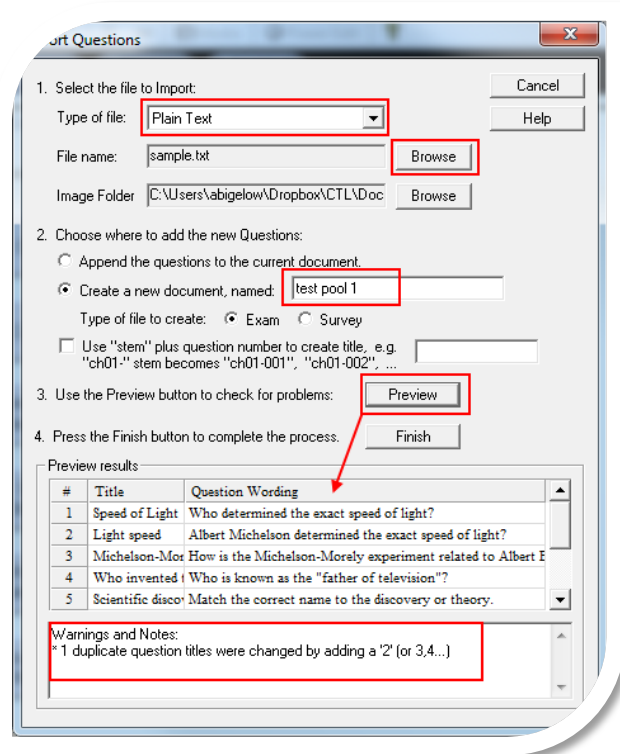 ort Questions
1. Select the file to Import:
Cancel
Type of file: Plain Text
Help
File name: sample.txt Browse
Image Folder C:\Users\abigelow\Dropbox\CTL\Doc Browse
2. Choose where to add the new Questions:
Append the questions to the current document.
Create a new document, named: test pool 1
Type of file to create: Exam Survey
Use "stem" plus question number to create title, e.g.
"ch01-" stem becomes "ch01-001", "ch01-002", ...
3. Use the Preview button to check for problems: Preview
4. Press the Finish button to complete the process. Finish
Preview results
# Title Question Wording
1 Speed of Light Who determined the exact speed of light?
2 Light speed Albert Michelson determined the exact speed of light?
3 Michelson-Mor How is the Michelson-Morely experiment related to Albert E
4 Who invented t Who is known as the "father of television"?
5 Scientific discov Match the correct name to the discovery or theory.
Warnings and Notes:
* 1 duplicate question titles were changed by adding a '2' (or 3,4...)